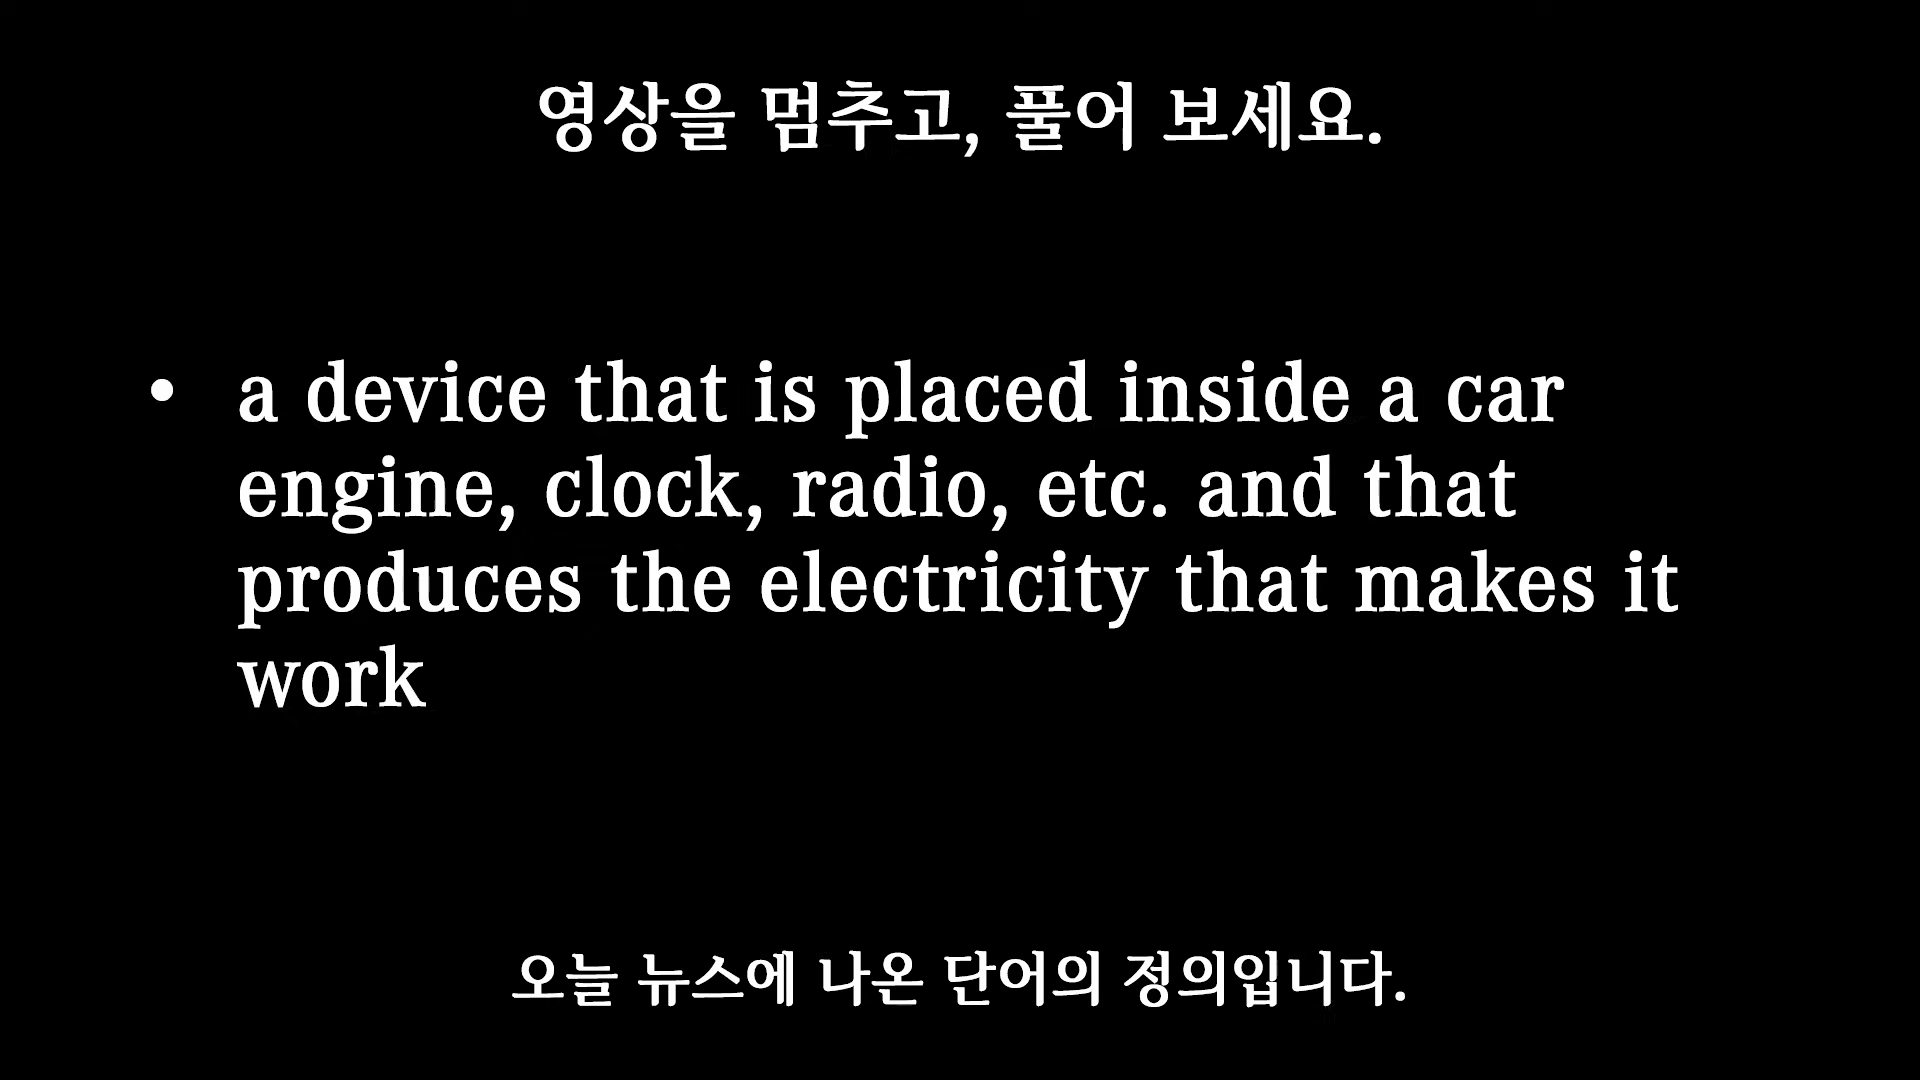 영상을 멈추고, 풀어 보세요.
• a device that is placed inside a car
engine, clock, radio, etc. and that
produces the electricity that makes it
work
오늘 뉴스에 나온 단어의 정의입니다.